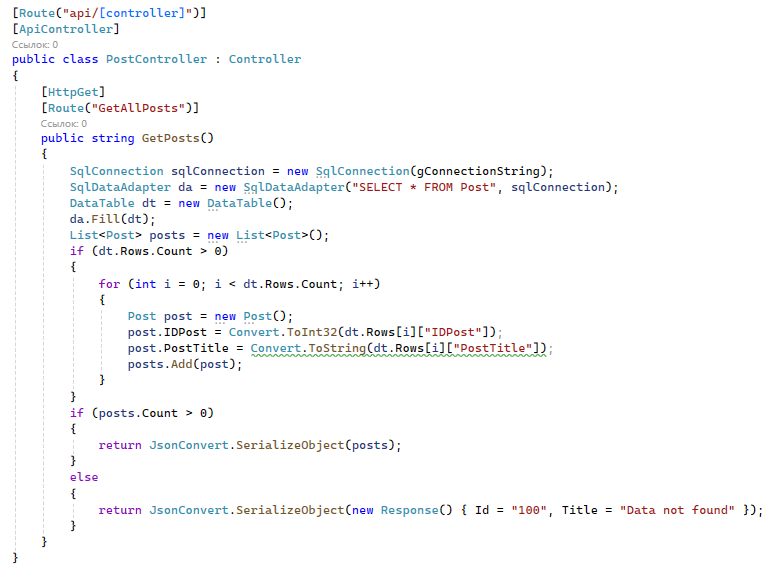 [Route("api/[controller]")]
[ApiController]
Ссылок: 0
public class PostController : Controller
{
[HttpGet]
[Route("GetAllPosts")]
Ссылок: 0
public string GetPosts()
{
SqlConnection sqlConnection = new SqlConnection(gConnectionString);
SqlDataAdapter da = new SqlDataAdapter("SELECT * FROM Post", sqlConnection);
DataTable dt = new DataTable();
da.Fill(dt);
List<Post> posts = new List<Post>();
if (dt.Rows.Count > 0)
{
for (int i = 0; i < dt.Rows.Count; i++)
{
Post post = new Post();
post.IDPost = Convert.ToInt32(dt.Rows[i]["IDPost"]);
post.PostTitle = Convert.ToString(dt.Rows[i]["PostTitle"]);
posts.Add(post);
}
}
if (posts.Count > 0)
{
return JsonConvert.SerializeObject(posts);
}
else
{
return JsonConvert.SerializeObject(new Response() { Id = "100", Title = "Data not found" });
}
}
}